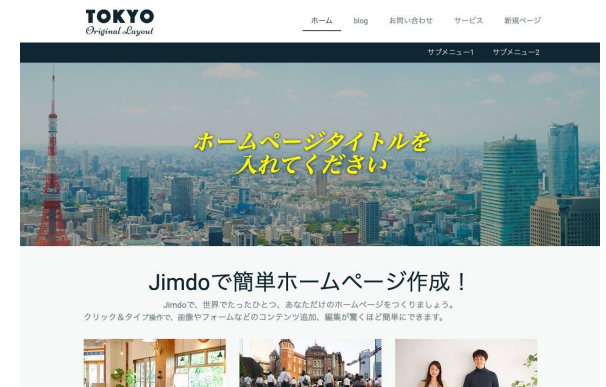 TOKYO
Original Layout
ホーム blog お問い合わせ サービス 新規ページ
サブメニュー1 サブメニュー2
ホームページタイトルを
入れてください
Jimdoで簡単ホームページ作成！
Jimdoで、世界でたったひとつ、あなただけのホームページをつくりましょう。
クリック＆タイプ操作で、画像やフォームなどのコンテンツ追加、編集が驚くほど簡単にできます。